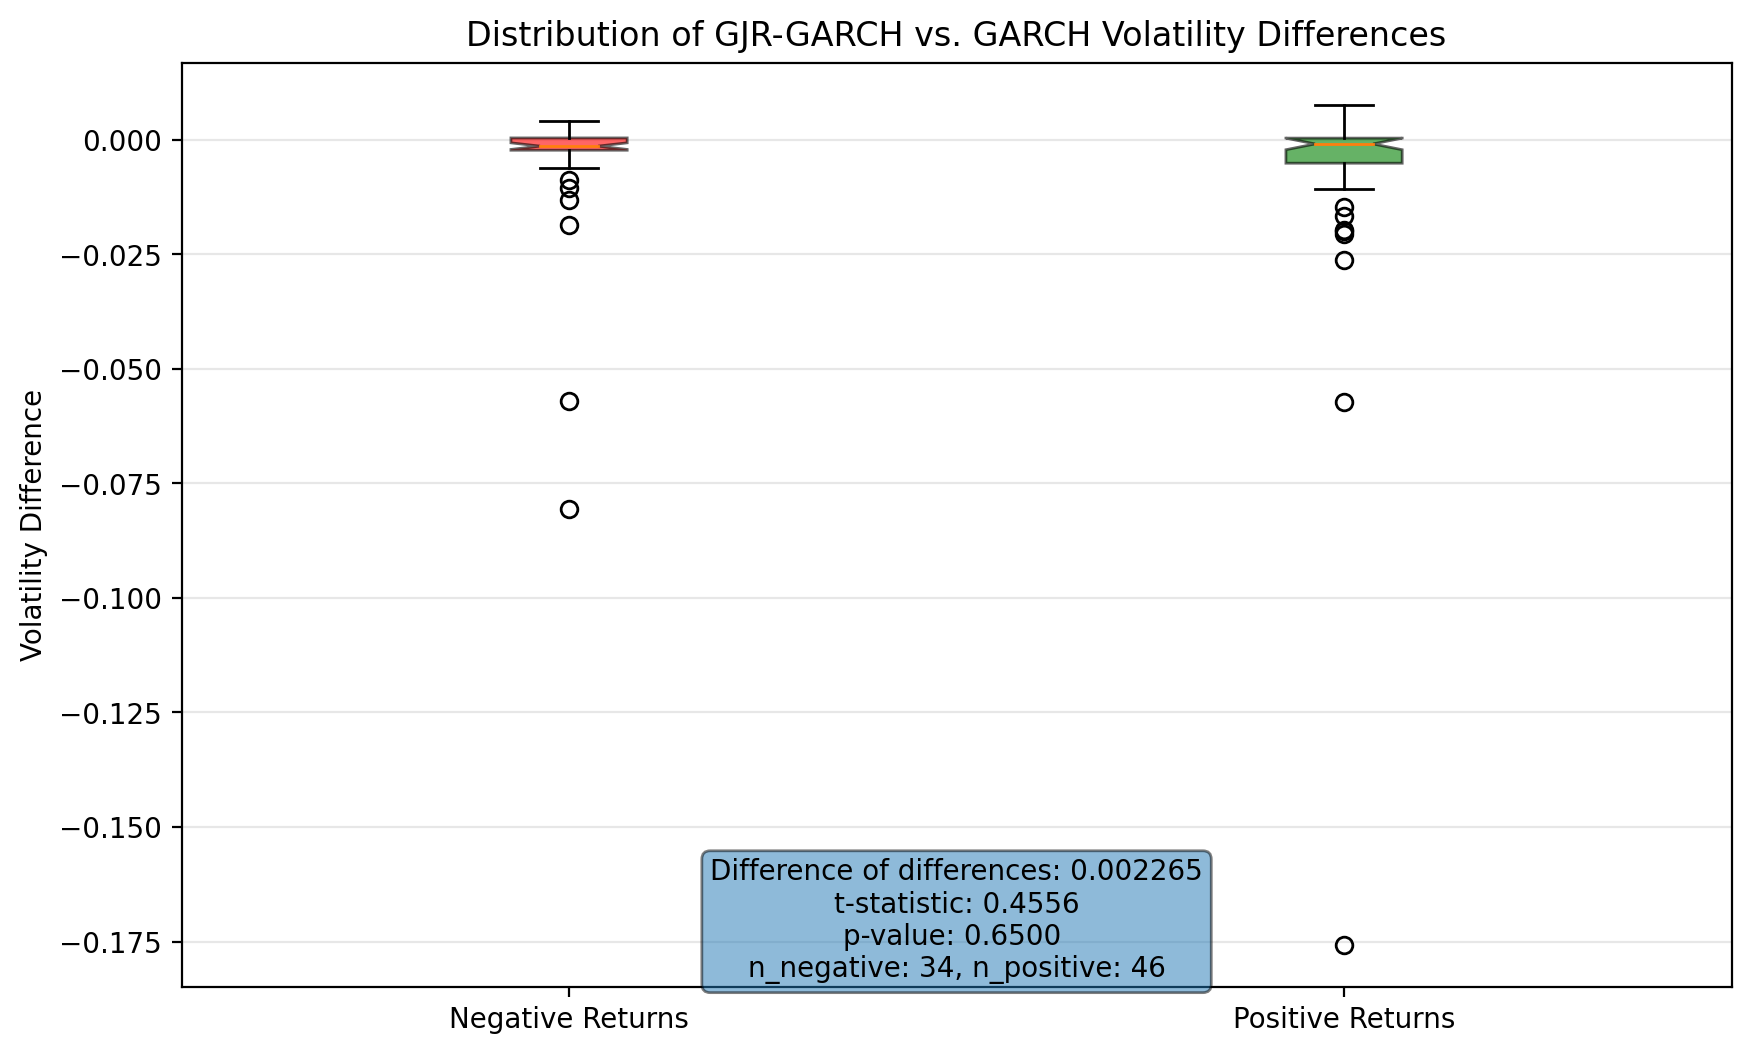 Distribution of GJR-GARCH vs. GARCH Volatility Differences
Volatility Difference
0.000
−0.025
−0.050
−0.075
−0.100
−0.125
−0.150
−0.175
Difference of differences: 0.002265
t-statistic: 0.4556
p-value: 0.6500
n_negative: 34, n_positive: 46
Negative Returns
Positive Returns